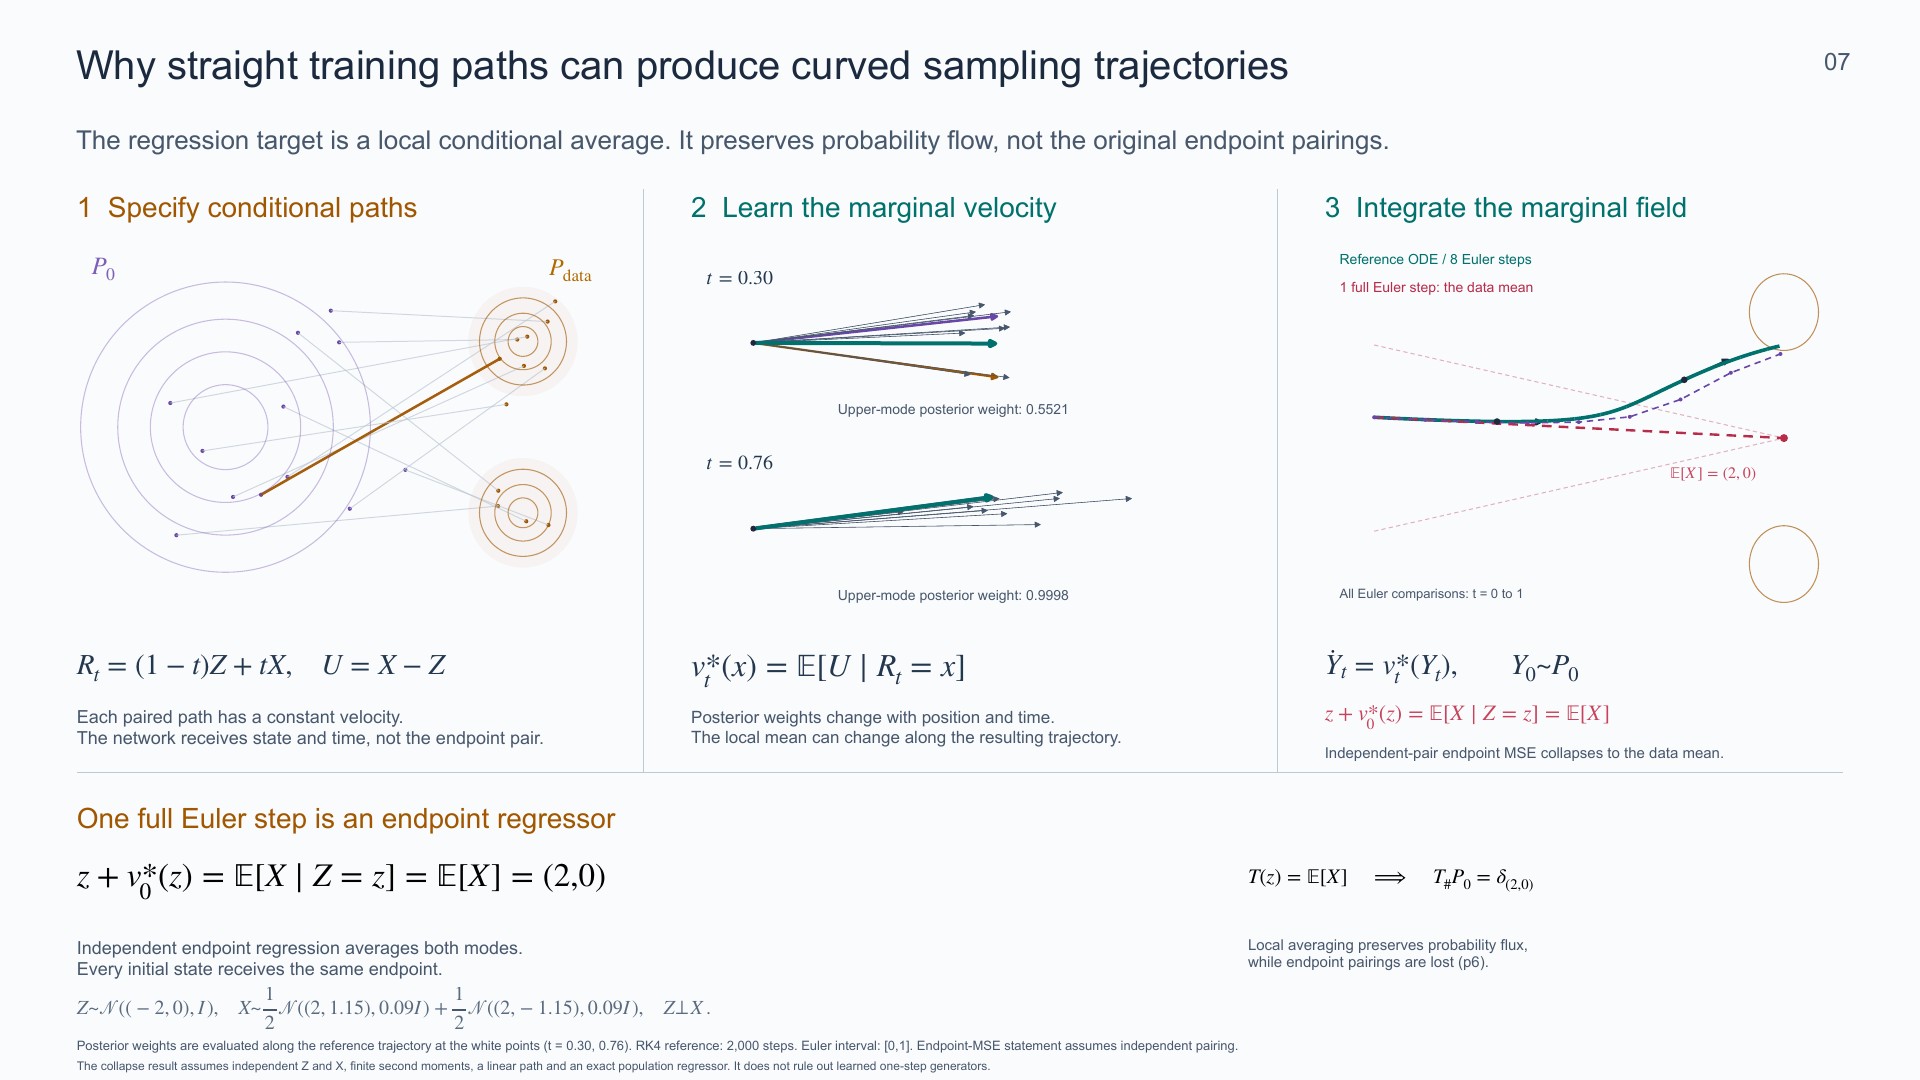 Why straight training paths can produce curved sampling trajectories
07
The regression target is a local conditional average. It preserves probability flow, not the original endpoint pairings.
1 Specify conditional paths
P₀
P_data
R_t = (1 − t)Z + tX, U = X − Z
Each paired path has a constant velocity.
The network receives state and time, not the endpoint pair.
2 Learn the marginal velocity
t = 0.30
Upper-mode posterior weight: 0.5521
t = 0.76
Upper-mode posterior weight: 0.9998
v*_t(x) = 𝔼[U | R_t = x]
Posterior weights change with position and time.
The local mean can change along the resulting trajectory.
3 Integrate the marginal field
Reference ODE / 8 Euler steps
1 full Euler step: the data mean
𝔼[X] = (2, 0)
All Euler comparisons: t = 0 to 1
Ẏ_t = v*_t(Y_t), Y₀~P₀
z + v*₀(z) = 𝔼[X | Z = z] = 𝔼[X]
Independent-pair endpoint MSE collapses to the data mean.
One full Euler step is an endpoint regressor
z + v*₀(z) = 𝔼[X | Z = z] = 𝔼[X] = (2,0)
T(z) = 𝔼[X] ⟹ T_#P₀ = δ_(2,0)
Independent endpoint regression averages both modes.
Every initial state receives the same endpoint.
Local averaging preserves probability flux,
while endpoint pairings are lost (p6).
Z~𝒩((−2, 0), I), X~1/2 𝒩((2, 1.15), 0.09I) + 1/2 𝒩((2, −1.15), 0.09I), Z⊥X.
Posterior weights are evaluated along the reference trajectory at the white points (t = 0.30, 0.76). RK4 reference: 2,000 steps. Euler interval: [0,1]. Endpoint-MSE statement assumes independent pairing.
The collapse result assumes independent Z and X, finite second moments, a linear path and an exact population regressor. It does not rule out learned one-step generators.